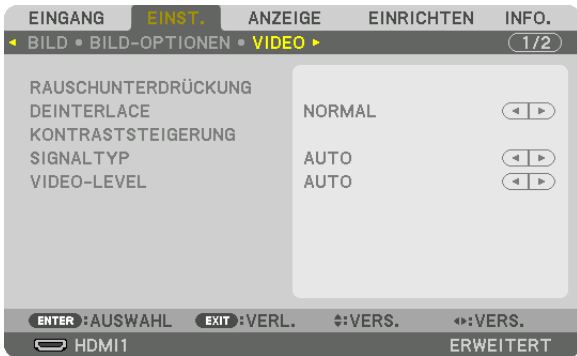 EINGANG EINST. ANZEIGE EINRICHTEN INFO.
◄ BILD • BILD-OPTIONEN • VIDEO ► 1/2
RAUSCHUNTERDRÜCKUNG
DEINTERLACE NORMAL ◄ ►
KONTRASTSTEIGERUNG
SIGNALTYP AUTO ◄ ►
VIDEO-LEVEL AUTO ◄ ►
ENTER :AUSWAHL EXIT :VERL. ♦:VERS. ◄►:VERS.
HDMI1 ERWEITERT